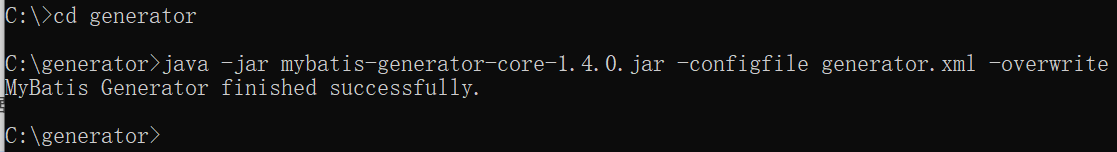 C:\>cd generator
C:\generator>java -jar mybatis-generator-core-1.4.0.jar -configfile generator.xml -overwrite
MyBatis Generator finished successfully.
C:\generator>